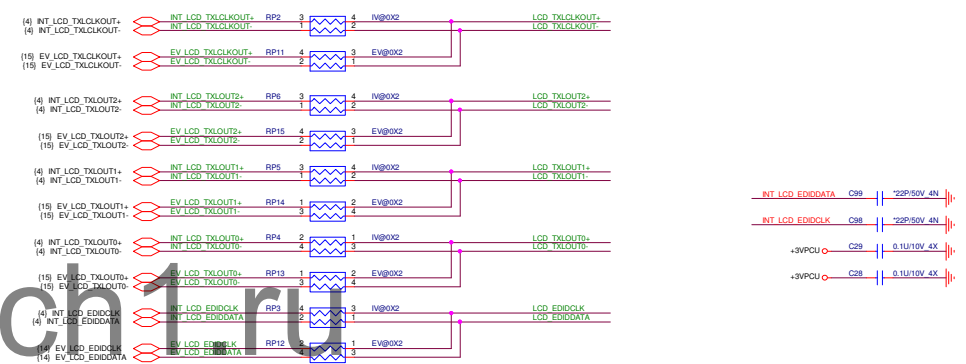 {4} INT_LCD_TXLCLKOUT+ INT_LCD_TXLCLKOUT+ RP2 3 4 IV@0X2 LCD_TXLCLKOUT+
{4} INT_LCD_TXLCLKOUT- INT_LCD_TXLCLKOUT- 1 2 LCD_TXLCLKOUT-
{15} EV_LCD_TXLCLKOUT+ EV_LCD_TXLCLKOUT+ RP11 4 3 EV@0X2
{15} EV_LCD_TXLCLKOUT- EV_LCD_TXLCLKOUT- 2 1
{4} INT_LCD_TXLOUT2+ INT_LCD_TXLOUT2+ RP6 3 4 IV@0X2 LCD_TXLOUT2+
{4} INT_LCD_TXLOUT2- INT_LCD_TXLOUT2- 1 2 LCD_TXLOUT2-
{15} EV_LCD_TXLOUT2+ EV_LCD_TXLOUT2+ RP15 4 3 EV@0X2
{15} EV_LCD_TXLOUT2- EV_LCD_TXLOUT2- 2 1
{4} INT_LCD_TXLOUT1+ INT_LCD_TXLOUT1+ RP5 3 4 IV@0X2 LCD_TXLOUT1+
{4} INT_LCD_TXLOUT1- INT_LCD_TXLOUT1- 1 2 LCD_TXLOUT1-
INT_LCD_EDIDDATA C99 *22P/50V_4N
{15} EV_LCD_TXLOUT1+ EV_LCD_TXLOUT1+ RP14 1 2 EV@0X2
{15} EV_LCD_TXLOUT1- EV_LCD_TXLOUT1- 3 4
INT_LCD_EDIDCLK C98 *22P/50V_4N
{4} INT_LCD_TXLOUT0+ INT_LCD_TXLOUT0+ RP4 2 1 IV@0X2 LCD_TXLOUT0+
{4} INT_LCD_TXLOUT0- INT_LCD_TXLOUT0- 4 3 LCD_TXLOUT0-
+3VPCU C29 0.1U/10V_4X
{15} EV_LCD_TXLOUT0+ EV_LCD_TXLOUT0+ RP13 1 2 EV@0X2
{15} EV_LCD_TXLOUT0- EV_LCD_TXLOUT0- 3 4
+3VPCU C28 0.1U/10V_4X
{4} INT_LCD_EDIDCLK INT_LCD_EDIDCLK RP3 4 3 IV@0X2 LCD_EDIDCLK
{4} INT_LCD_EDIDDATA INT_LCD_EDIDDATA 2 1 LCD_EDIDDATA
{14} EV_LCD_EDIDCLK EV_LCD_EDIDCLK RP12 2 1 EV@0X2
{14} EV_LCD_EDIDDATA EV_LCD_EDIDDATA 4 3
ch1.ru